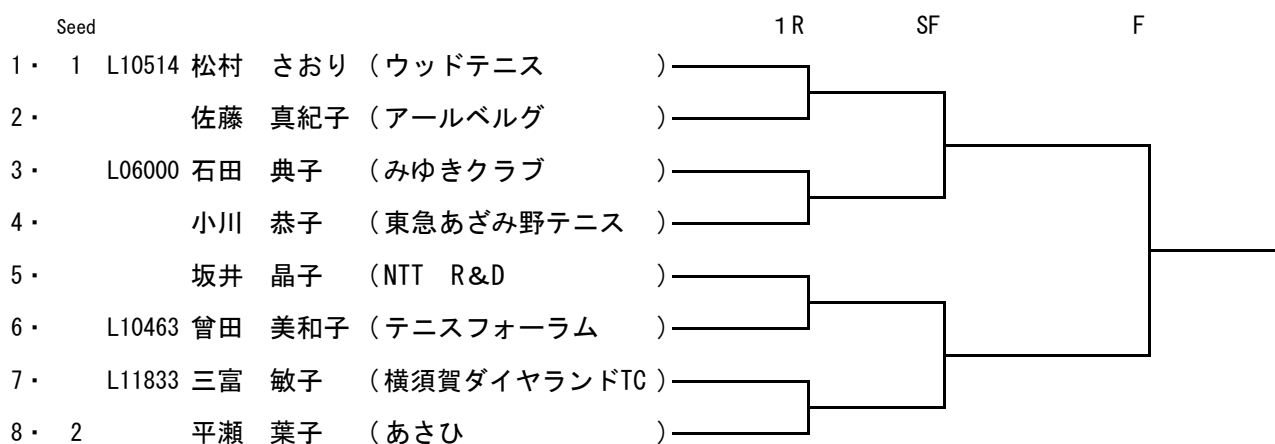 Seed 1R SF F
1・ 1 L10514 松村 さおり (ウッドテニス )
2・ 佐藤 真紀子 (アールベルグ )
3・ L06000 石田 典子 (みゆきクラブ )
4・ 小川 恭子 (東急あざみ野テニス )
5・ 坂井 晶子 (NTT R&D )
6・ L10463 曾田 美和子 (テニスフォーラム )
7・ L11833 三富 敏子 (横須賀ダイヤランドTC )
8・ 2 平瀬 葉子 (あさひ )